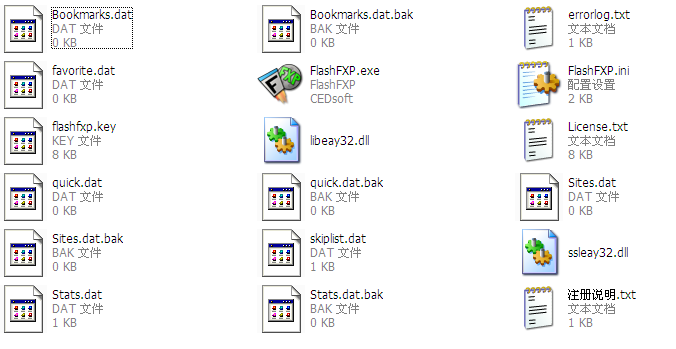 Bookmarks.dat
DAT 文件
0 KB
Bookmarks.dat.bak
BAK 文件
0 KB
errorlog.txt
文本文档
1 KB
favorite.dat
DAT 文件
0 KB
FlashFXP.exe
FlashFXP
CEDsoft
FlashFXP.ini
配置设置
2 KB
flashfxp.key
KEY 文件
8 KB
libeay32.dll
License.txt
文本文档
8 KB
quick.dat
DAT 文件
0 KB
quick.dat.bak
BAK 文件
0 KB
Sites.dat
DAT 文件
0 KB
Sites.dat.bak
BAK 文件
0 KB
skiplist.dat
DAT 文件
1 KB
ssleay32.dll
Stats.dat
DAT 文件
1 KB
Stats.dat.bak
BAK 文件
0 KB
注册说明.txt
文本文档
1 KB